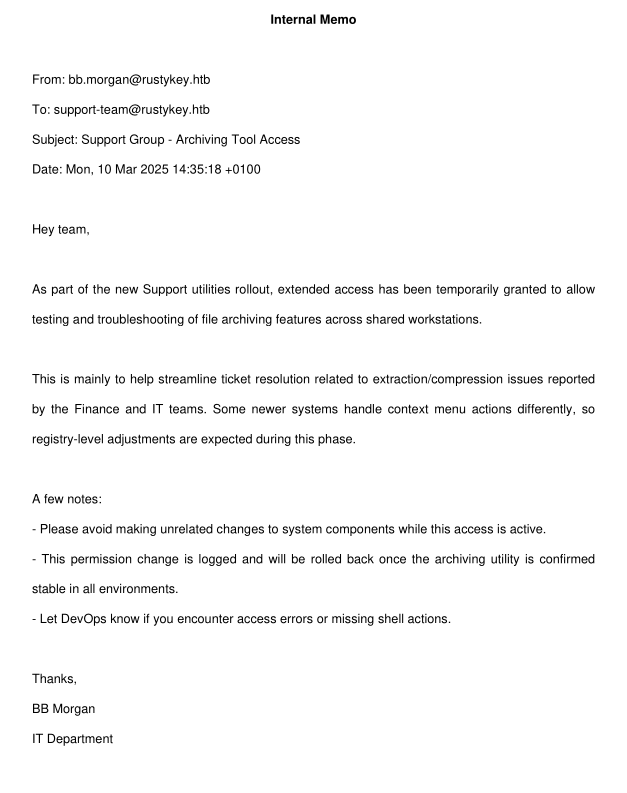 Internal Memo
From: bb.morgan@rustykey.htb
To: support-team@rustykey.htb
Subject: Support Group - Archiving Tool Access
Date: Mon, 10 Mar 2025 14:35:18 +0100
Hey team,
As part of the new Support utilities rollout, extended access has been temporarily granted to allow
testing and troubleshooting of file archiving features across shared workstations.
This is mainly to help streamline ticket resolution related to extraction/compression issues reported
by the Finance and IT teams. Some newer systems handle context menu actions differently, so
registry-level adjustments are expected during this phase.
A few notes:
- Please avoid making unrelated changes to system components while this access is active.
- This permission change is logged and will be rolled back once the archiving utility is confirmed
stable in all environments.
- Let DevOps know if you encounter access errors or missing shell actions.
Thanks,
BB Morgan
IT Department